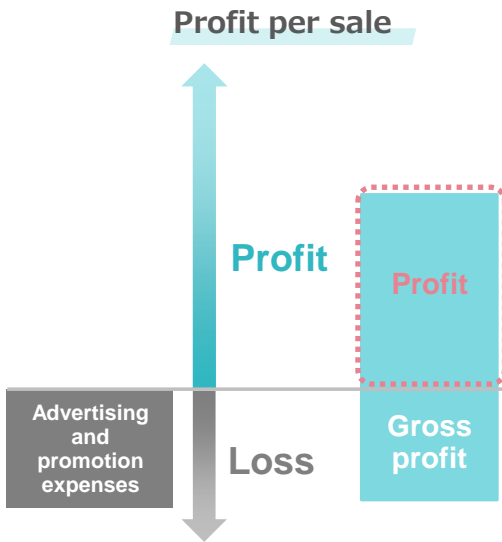 Profit per sale
Profit
Profit
Advertising
and
promotion
expenses
Loss
Gross
profit